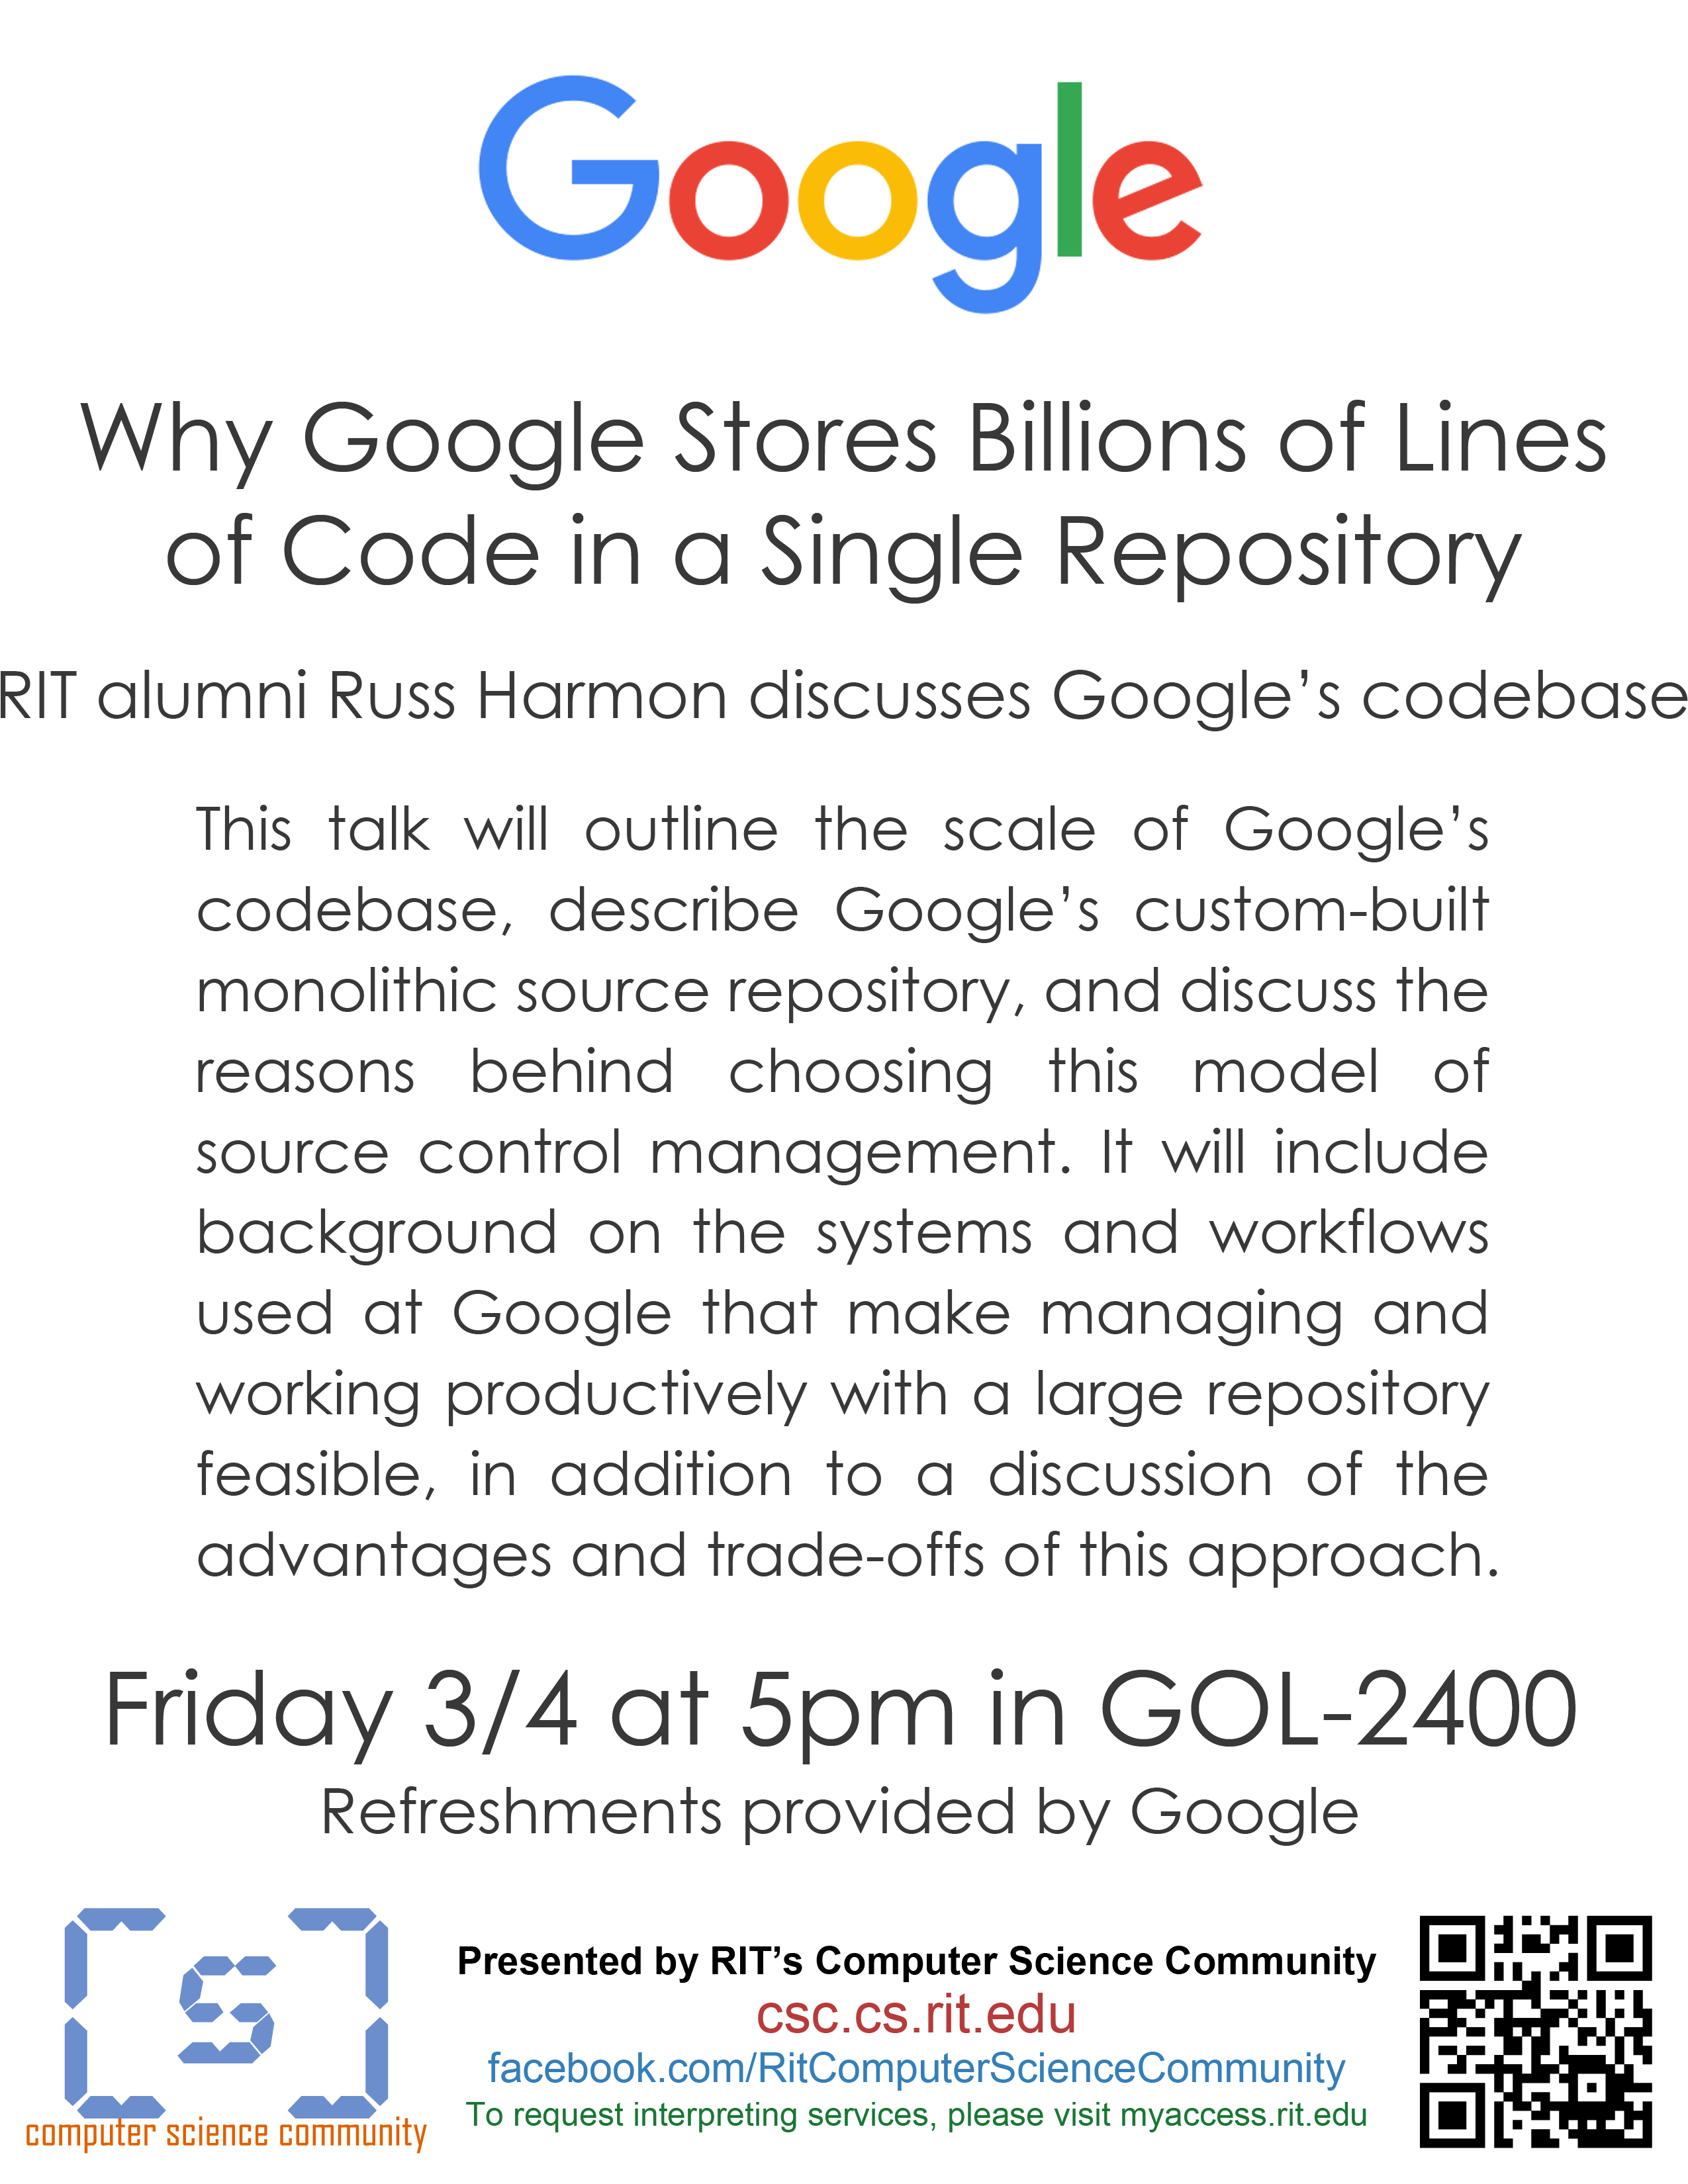 Google
Why Google Stores Billions of Lines
of Code in a Single Repository
RIT alumni Russ Harmon discusses Google’s codebase
This talk will outline the scale of Google’s
codebase, describe Google’s custom-built
monolithic source repository, and discuss the
reasons behind choosing this model of
source control management. It will include
background on the systems and workflows
used at Google that make managing and
working productively with a large repository
feasible, in addition to a discussion of the
advantages and trade-offs of this approach.
Friday 3/4 at 5pm in GOL-2400
Refreshments provided by Google
[S]
computer science community
Presented by RIT’s Computer Science Community
csc.cs.rit.edu
facebook.com/RitComputerScienceCommunity
To request interpreting services, please visit myaccess.rit.edu